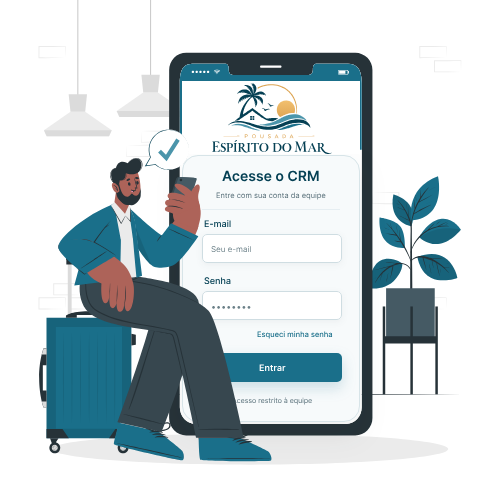 POUSADA
ESPÍRITO DO MAR
Acesse o CRM
Entre com sua conta da equipe
E-mail
Seu e-mail
Senha
Esqueci minha senha
Entrar
cesso restrito à equipe